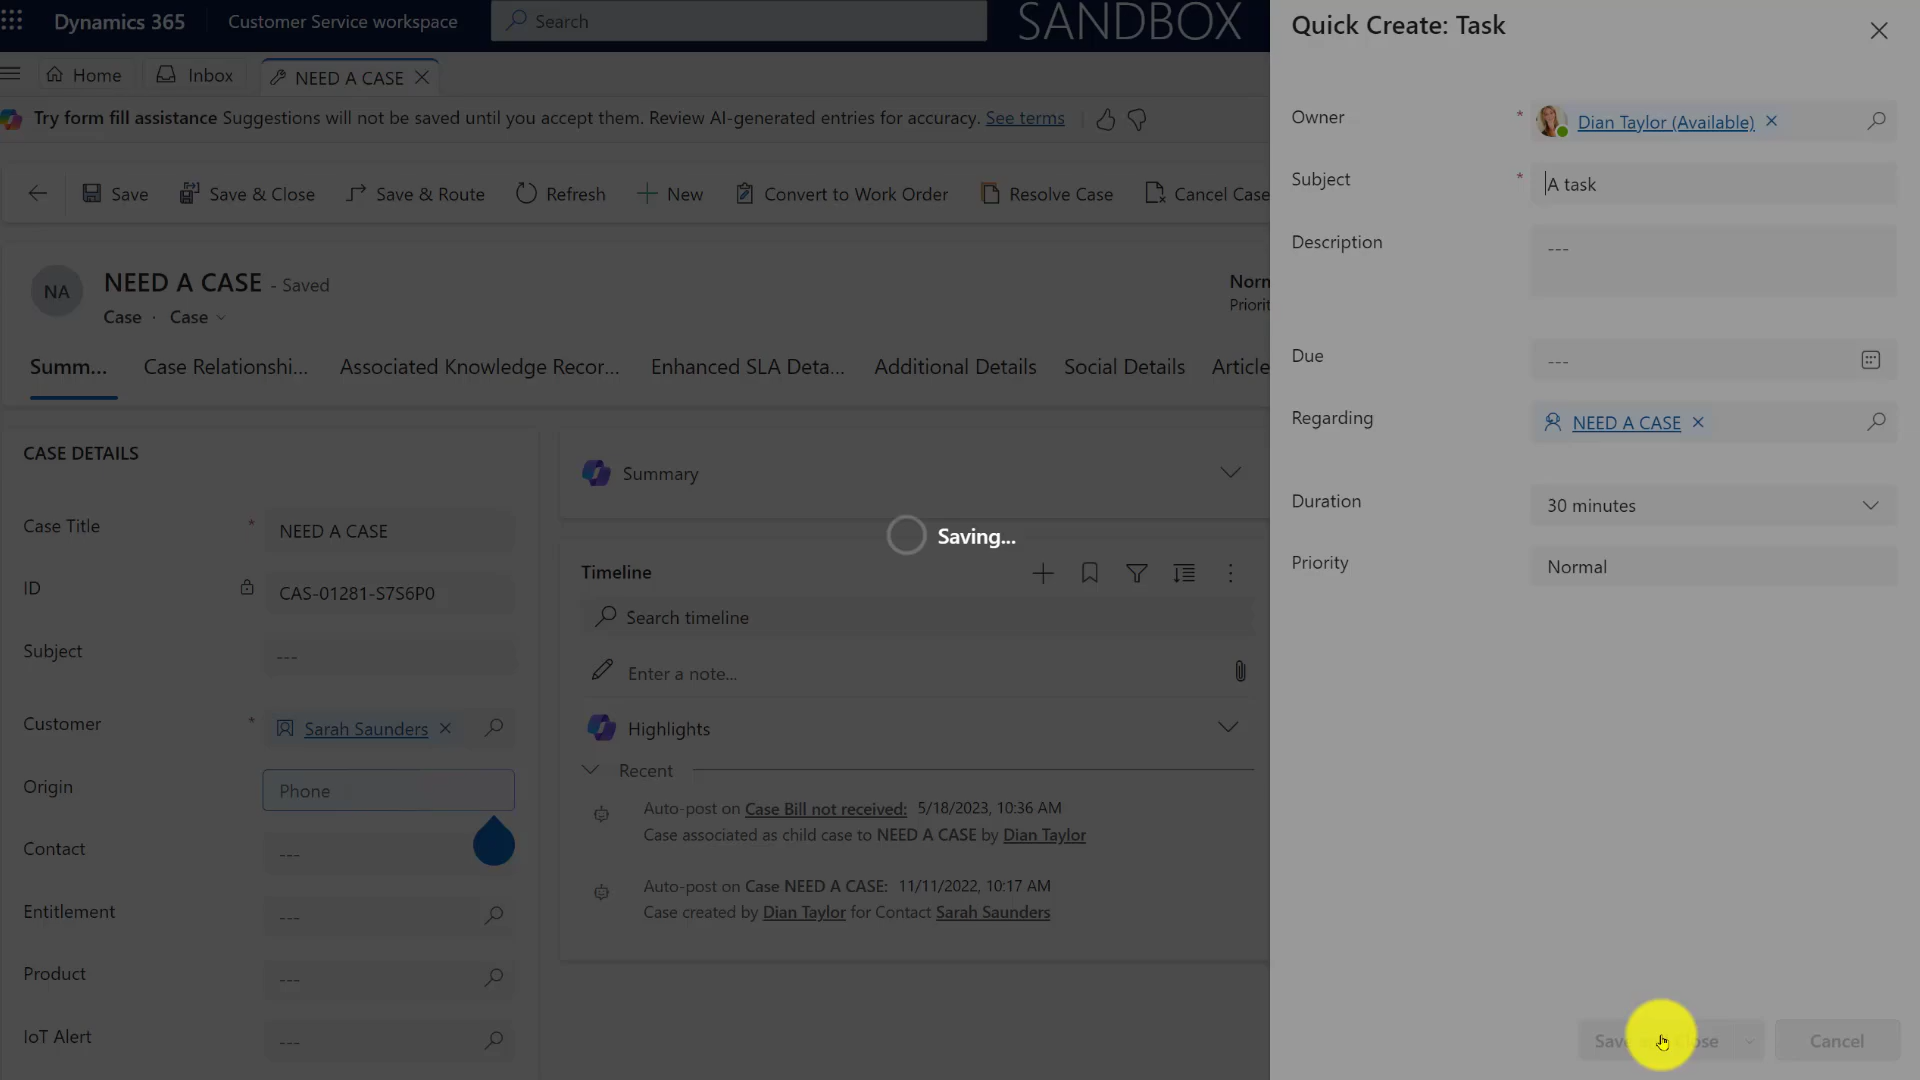 Dynamics 365
Customer Service workspace
Search
SANDBOX
Home
Inbox
NEED A CASE
Try form fill assistance Suggestions will not be saved until you accept them. Review AI-generated entries for accuracy. See terms
Save
Save & Close
Save & Route
Refresh
New
Convert to Work Order
Resolve Case
Cancel Case
NA
NEED A CASE - Saved
Case · Case
Norm
Priorit
Summ...
Case Relationshi...
Associated Knowledge Recor...
Enhanced SLA Deta...
Additional Details
Social Details
Article
CASE DETAILS
Case Title * NEED A CASE
ID CAS-01281-S7S6P0
Subject ---
Customer * Sarah Saunders
Origin Phone
Contact ---
Entitlement ---
Product ---
IoT Alert ---
Summary
Saving...
Timeline
Search timeline
Enter a note...
Highlights
Recent
Auto-post on Case Bill not received: 5/18/2023, 10:36 AM
Case associated as child case to NEED A CASE by Dian Taylor
Auto-post on Case NEED A CASE: 11/11/2022, 10:17 AM
Case created by Dian Taylor for Contact Sarah Saunders
Quick Create: Task
Owner * Dian Taylor (Available)
Subject * A task
Description ---
Due ---
Regarding NEED A CASE
Duration 30 minutes
Priority Normal
Cancel